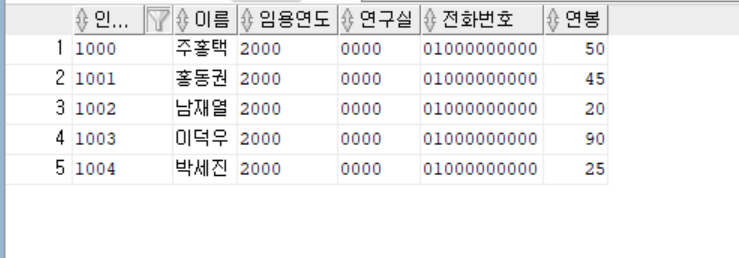 인... 이름 임용연도 연구실 전화번호 연봉
1 1000 주홍택 2000 0000 01000000000 50
2 1001 홍동권 2000 0000 01000000000 45
3 1002 남재열 2000 0000 01000000000 20
4 1003 이덕우 2000 0000 01000000000 90
5 1004 박세진 2000 0000 01000000000 25